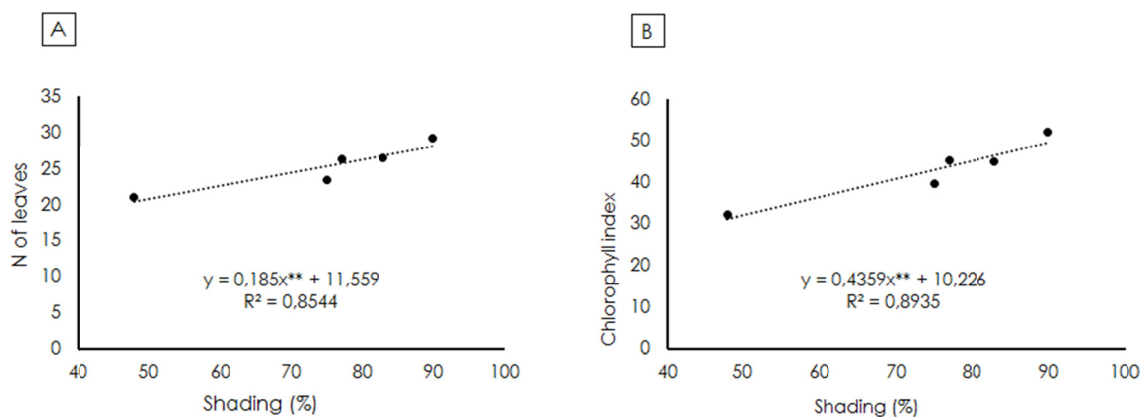 A
N of leaves
35
30
25
20
15
10
5
0
y = 0,185x** + 11,559
R² = 0,8544
40 50 60 70 80 90 100
Shading (%)
B
Chlorophyll index
60
50
40
30
20
10
0
y = 0,4359x** + 10,226
R² = 0,8935
40 50 60 70 80 90 100
Shading (%)